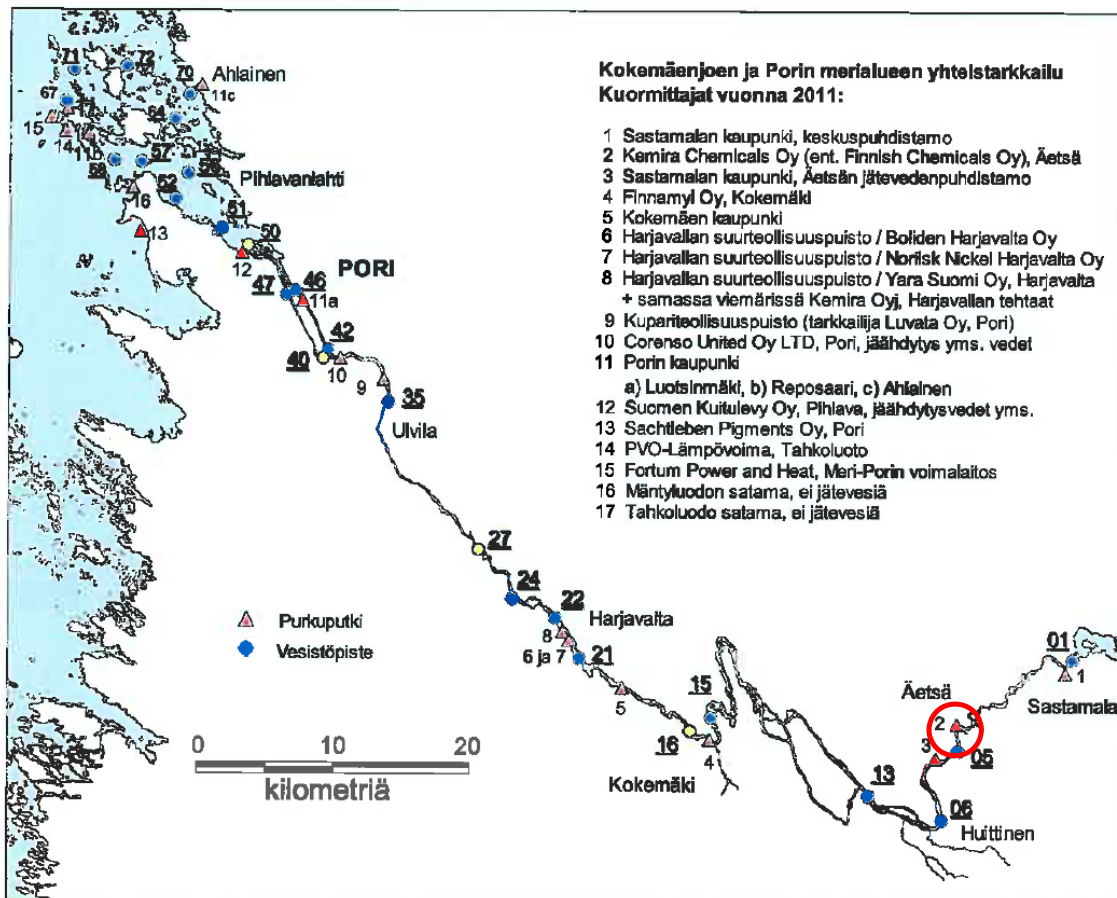 Kokemäenjoen ja Porin merialueen yhteistarkkailu
Kuormittajat vuonna 2011:
1 Sastamalan kaupunki, keskuspuhdistamo
2 Kemira Chemicals Oy (ent. Finnish Chemicals Oy), Äetsä
3 Sastamalan kaupunki, Äetsän jätevedenpuhdistamo
4 Finnamyl Oy, Kokemäki
5 Kokemäen kaupunki
6 Harjavallan suurteollisuuspuisto / Boliden Harjavalta Oy
7 Harjavallan suurteollisuuspuisto / Norilsk Nickel Harjavalta Oy
8 Harjavallan suurteollisuuspuisto / Yara Suomi Oy, Harjavalta
+ samassa viemärissä Kemira Oyj, Harjavallan tehtaat
9 Kupariteollisuuspuisto (tarkkailija Luvata Oy, Pori)
10 Corenso United Oy LTD, Pori, jäähdytys yms. vedet
11 Porin kaupunki
a) Luotsinmäki, b) Reposaari, c) Ahlainen
12 Suomen Kuitulevy Oy, Pihlava, jäähdytysvedet yms.
13 Sachtleben Pigments Oy, Pori
14 PVO-Lämpövoima, Tahkoluoto
15 Fortum Power and Heat, Meri-Porin voimalaitos
16 Mäntyluodon satama, ei jätevesiä
17 Tahkoluodo satama, ei jätevesiä
71
72
70
Ahlainen
11c
67
17
15
64
14
11b
58
57
16
52
Pihlavanlahti
51
13
50
12
PORI
47
46
11a
42
40
10
9
35
Ulvila
27
24
22
Harjavalta
8
6 ja 7
21
5
15
16
4
Kokemäki
01
1
Sastamala
Äetsä
2
05
3
13
06
Huittinen
Purkuputki
Vesistöpiste
0 10 20
kilometriä